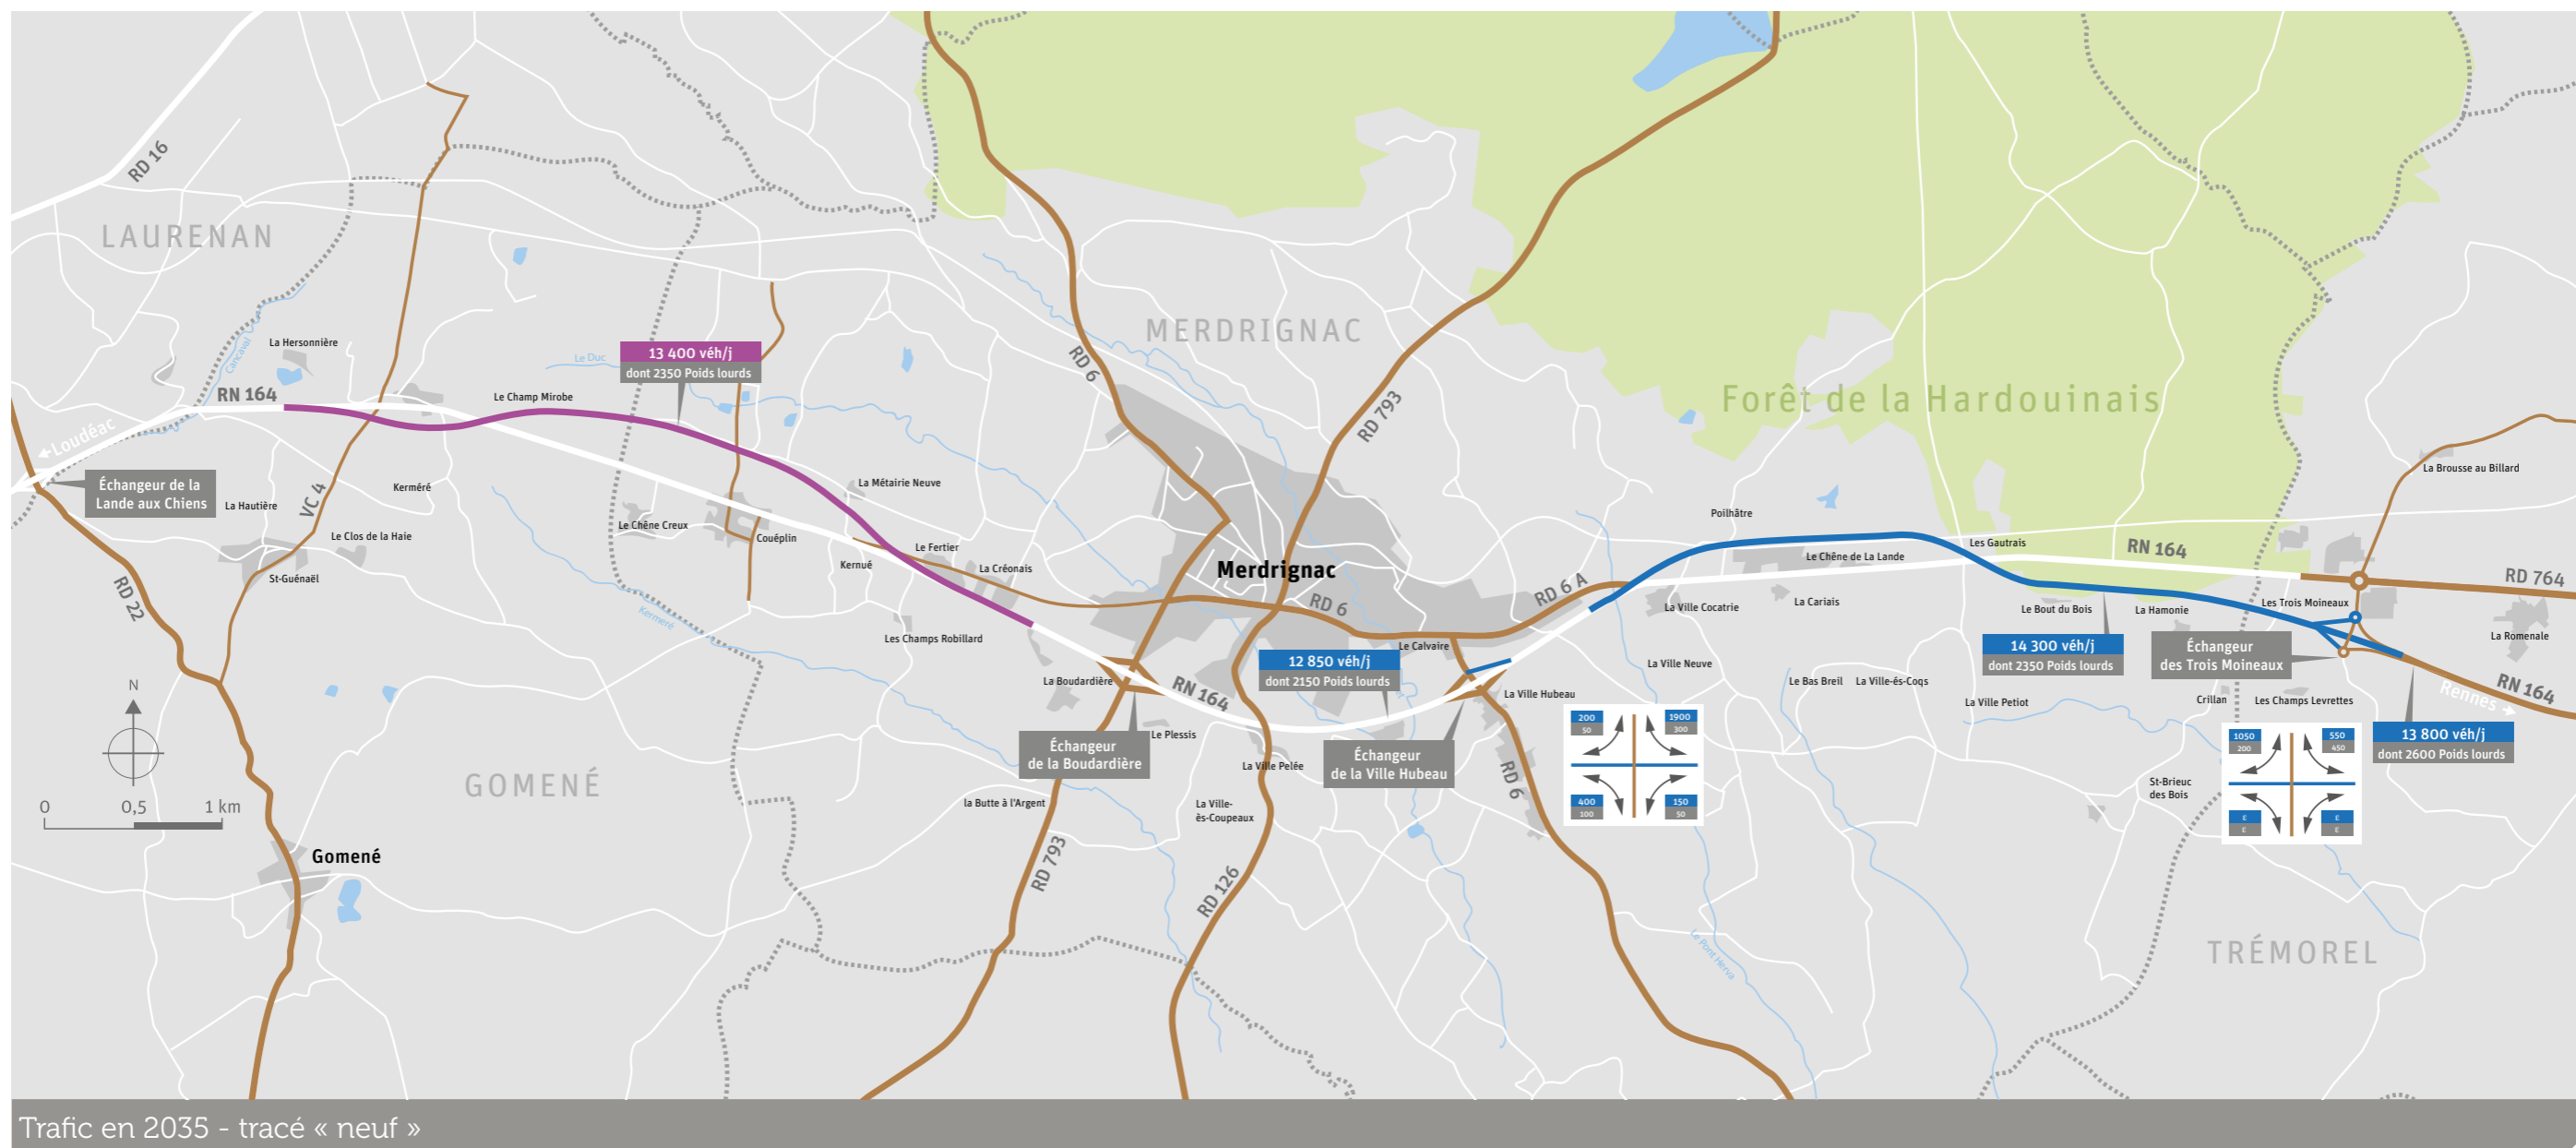 RD 16
LAURENAN
La Hersonnière
Cancaval
RN 164
←Loudéac
Échangeur de la
Lande aux Chiens
La Hautière
VC 4
Kerméré
Le Clos de la Haie
St-Guénaël
RD 22
N
0 0,5 1 km
Gomené
GOMENÉ
Le Champ Mirobe
Le Duc
13 400 véh/j
dont 2350 Poids lourds
Le Chêne Creux
Couéplin
La Métairie Neuve
Kernué
Le Fertier
La Créonais
Les Champs Robillard
Kermeré
MERDRIGNAC
RD 6
RD 793
Merdrignac
RD 6
RD 6 A
La Boudardière
RN 164
Le Plessis
Échangeur
de la Boudardière
la Butte à l'Argent
RD 793
La Ville Pelée
La Ville-
ès-Coupeaux
RD 126
12 850 véh/j
dont 2150 Poids lourds
Le Calvaire
Échangeur
de la Ville Hubeau
La Ville Hubeau
RD 6
200
50
1900
300
400
100
150
50
Forêt de la Hardouinais
Poilhâtre
Le Chêne de La Lande
Les Gautrais
La Ville Cocatrie
La Cariais
La Ville Neuve
Le Bas Breil
La Ville-és-Coqs
La Ville Petiot
Le Pont Herva
RN 164
Le Bout du Bois
La Hamonie
Les Trois Moineaux
14 300 véh/j
dont 2350 Poids lourds
Échangeur
des Trois Moineaux
Crillan
Les Champs Levrettes
La Brousse au Billard
RD 764
La Romenale
RN 164
Rennes →
13 800 véh/j
dont 2600 Poids lourds
1050
200
550
450
ε
ε
ε
ε
St-Brieuc
des Bois
TRÉMOREL
Trafic en 2035 - tracé « neuf »